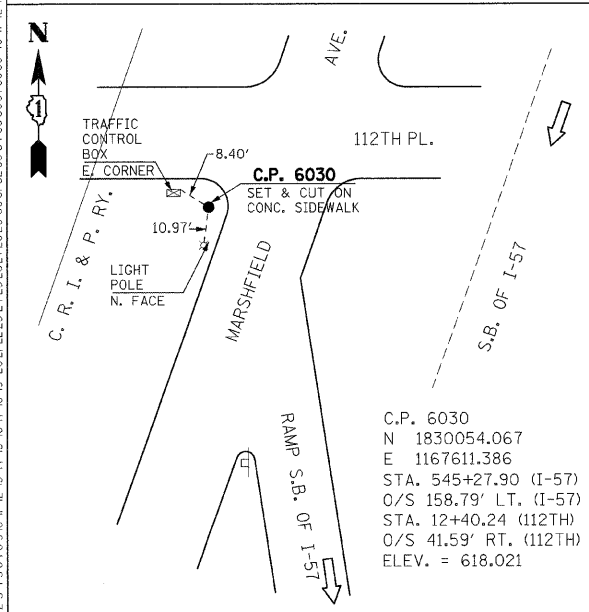 N
1
AVE.
TRAFFIC
CONTROL
BOX
E. CORNER
8.40'
112TH PL.
C.P. 6030
SET & CUT ON
CONC. SIDEWALK
10.97'
LIGHT
POLE
N. FACE
C. R. I. & P. RY.
MARSHFIELD
S.B. OF I-57
RAMP S.B. OF I-57
C.P. 6030
N 1830054.067
E 1167611.386
STA. 545+27.90 (I-57)
O/S 158.79' LT. (I-57)
STA. 12+40.24 (112TH)
O/S 41.59' RT. (112TH)
ELEV. = 618.021